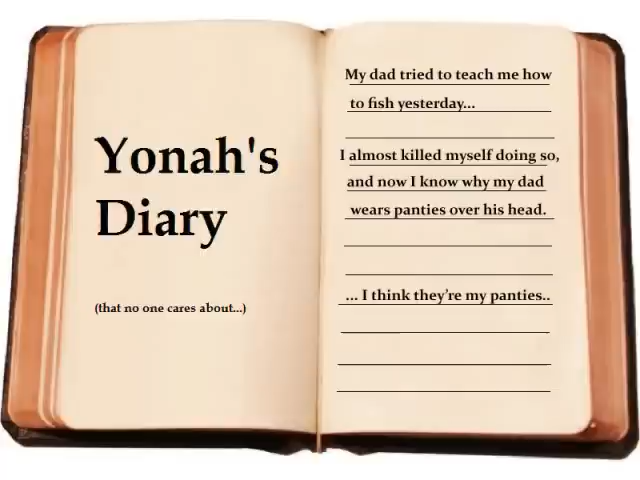 Yonah's
Diary
(that no one cares about...)
My dad tried to teach me how
to fish yesterday...
I almost killed myself doing so,
and now I know why my dad
wears panties over his head.
... I think they're my panties..